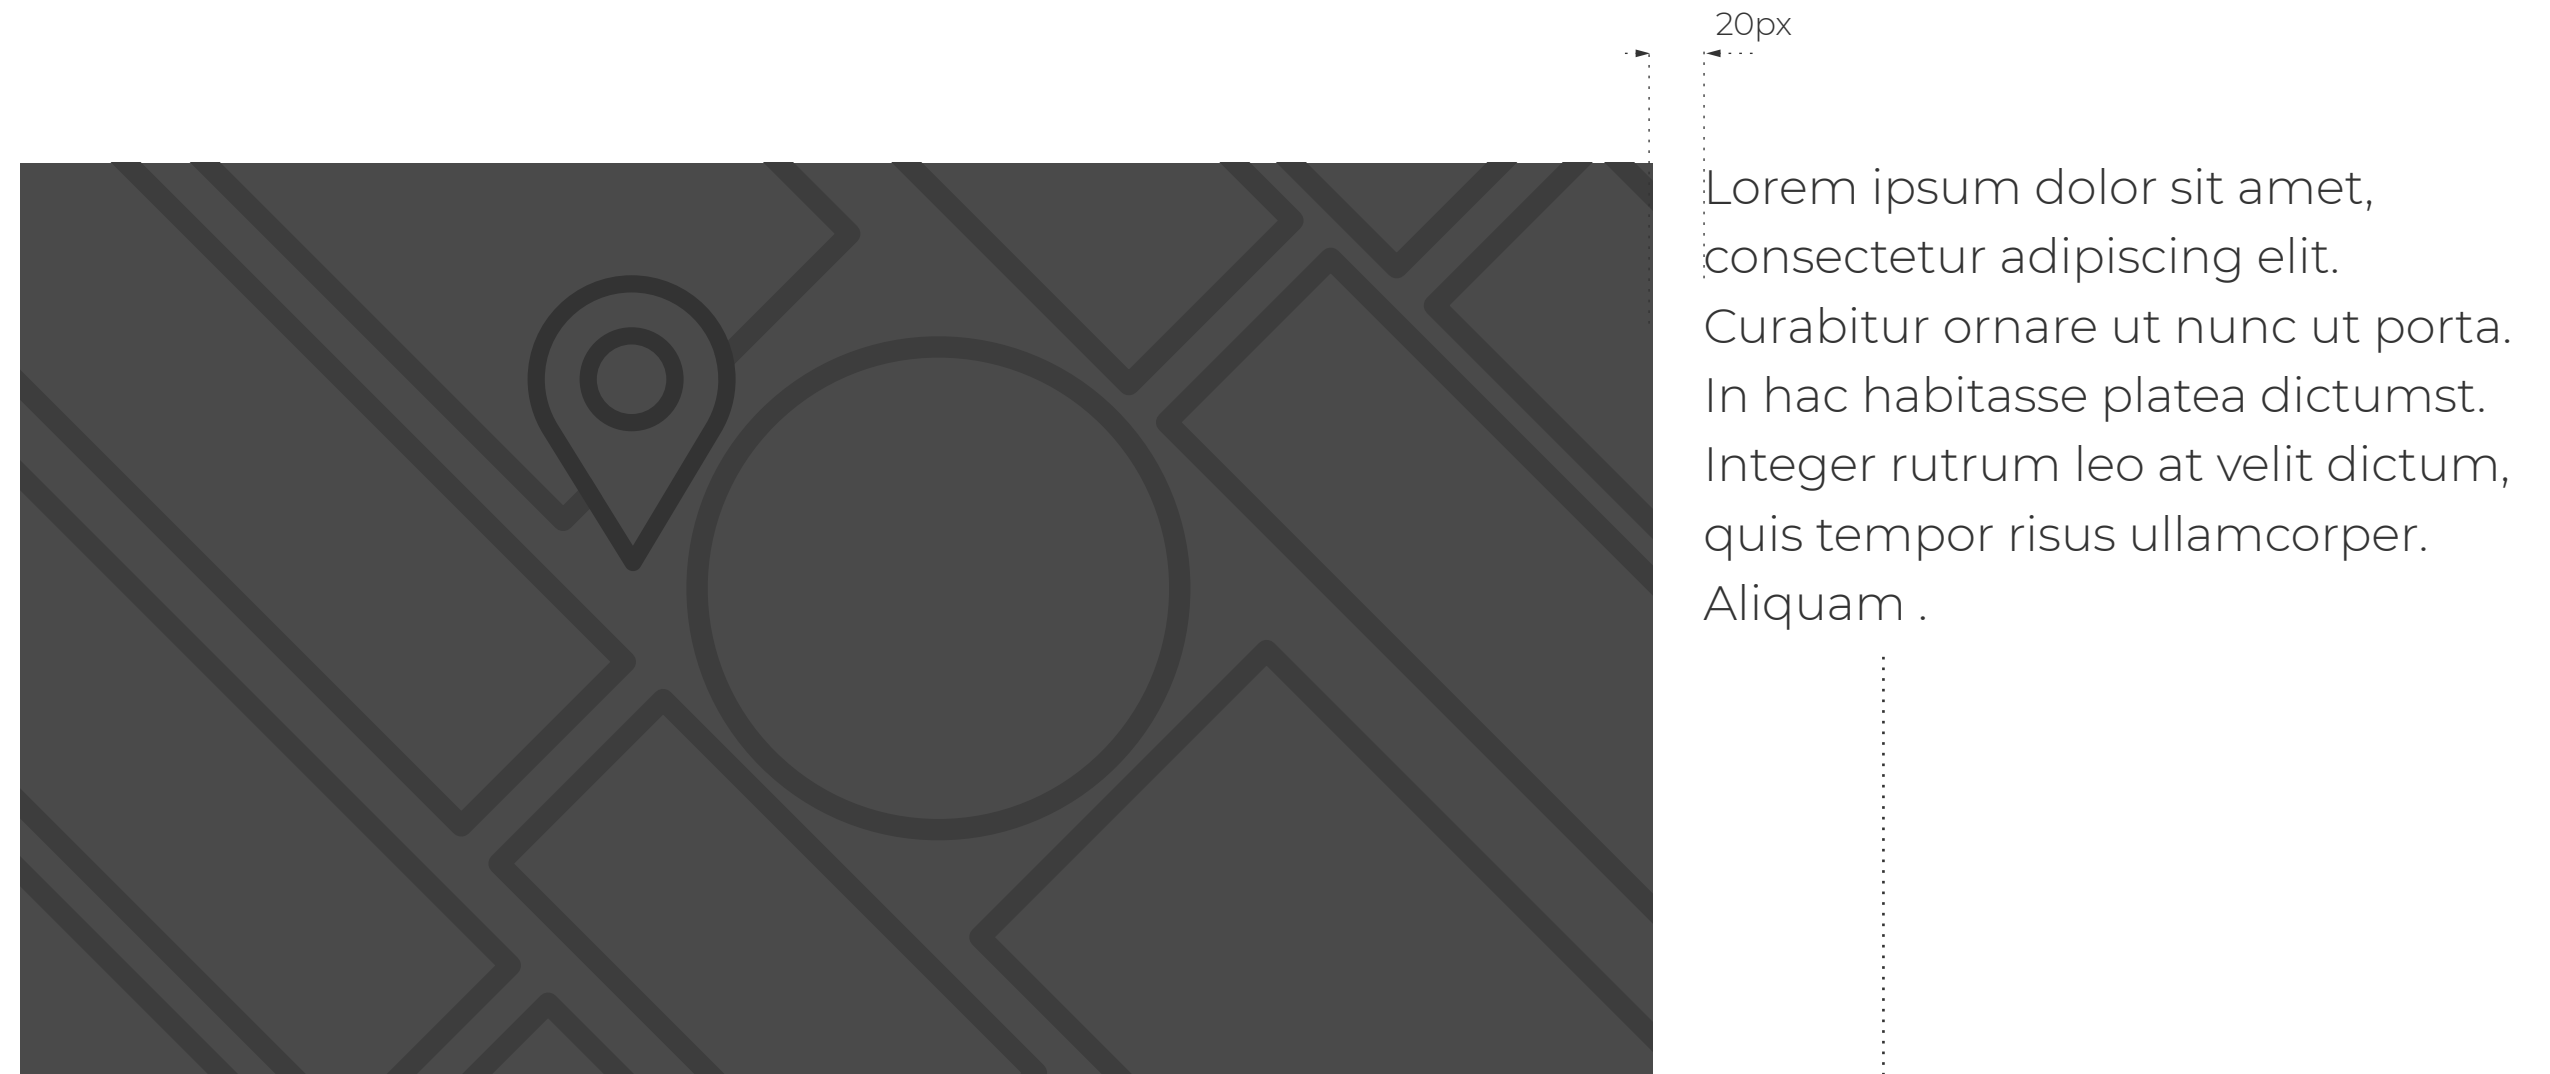 20px
Lorem ipsum dolor sit amet,
consectetur adipiscing elit.
Curabitur ornare ut nunc ut porta.
In hac habitasse platea dictumst.
Integer rutrum leo at velit dictum,
quis tempor risus ullamcorper.
Aliquam .